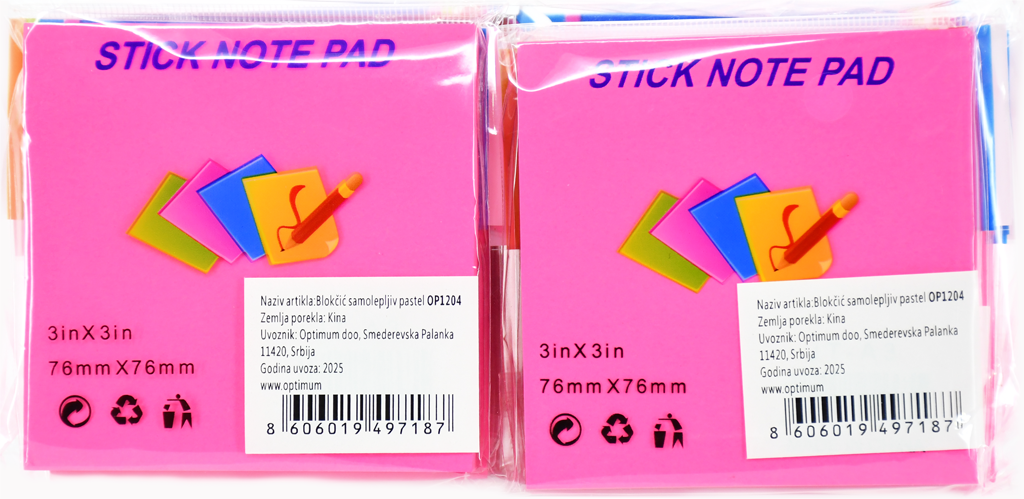 STICK NOTE PAD
3inX3in
76mmX76mm
Naziv artikla:Blokčić samolepljiv pastel OP1204
Zemlja porekla: Kina
Uvoznik: Optimum doo, Smederevska Palanka
11420, Srbija
Godina uvoza: 2025
www.optimum
8 606019 497187
STICK NOTE PAD
3inX3in
76mmX76mm
Naziv artikla:Blokčić samolepljiv pastel OP1204
Zemlja porekla: Kina
Uvoznik: Optimum doo, Smederevska Palanka
11420, Srbija
Godina uvoza: 2025
www.optimum
8 606019 497187